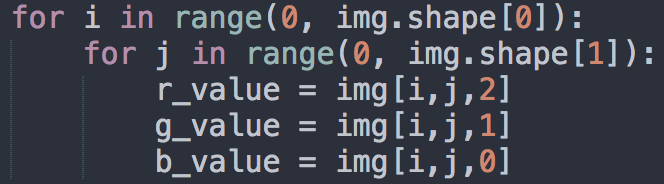 for i in range(0, img.shape[0]):
    for j in range(0, img.shape[1]):
        r_value = img[i,j,2]
        g_value = img[i,j,1]
        b_value = img[i,j,0]